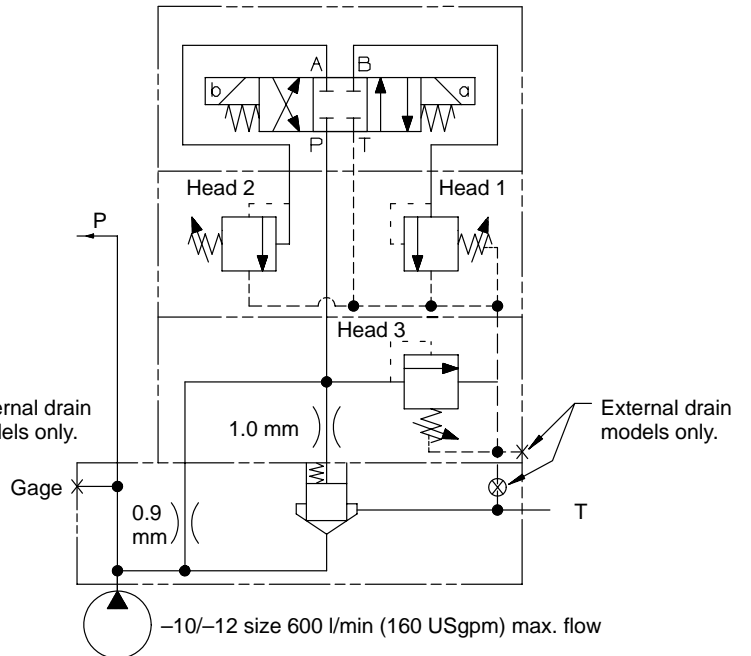 A B
b a
P T
Head 2 Head 1
P
Head 3
ernal drain
els only.
1.0 mm
External drain
models only.
Gage
0.9
mm
T
–10/–12 size 600 l/min (160 USgpm) max. flow